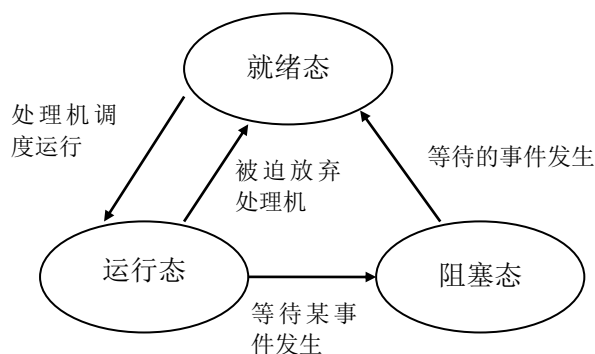 就绪态
处理机调
度运行
被迫放弃
处理机
等待的事件发生
运行态
阻塞态
等待某事
件发生